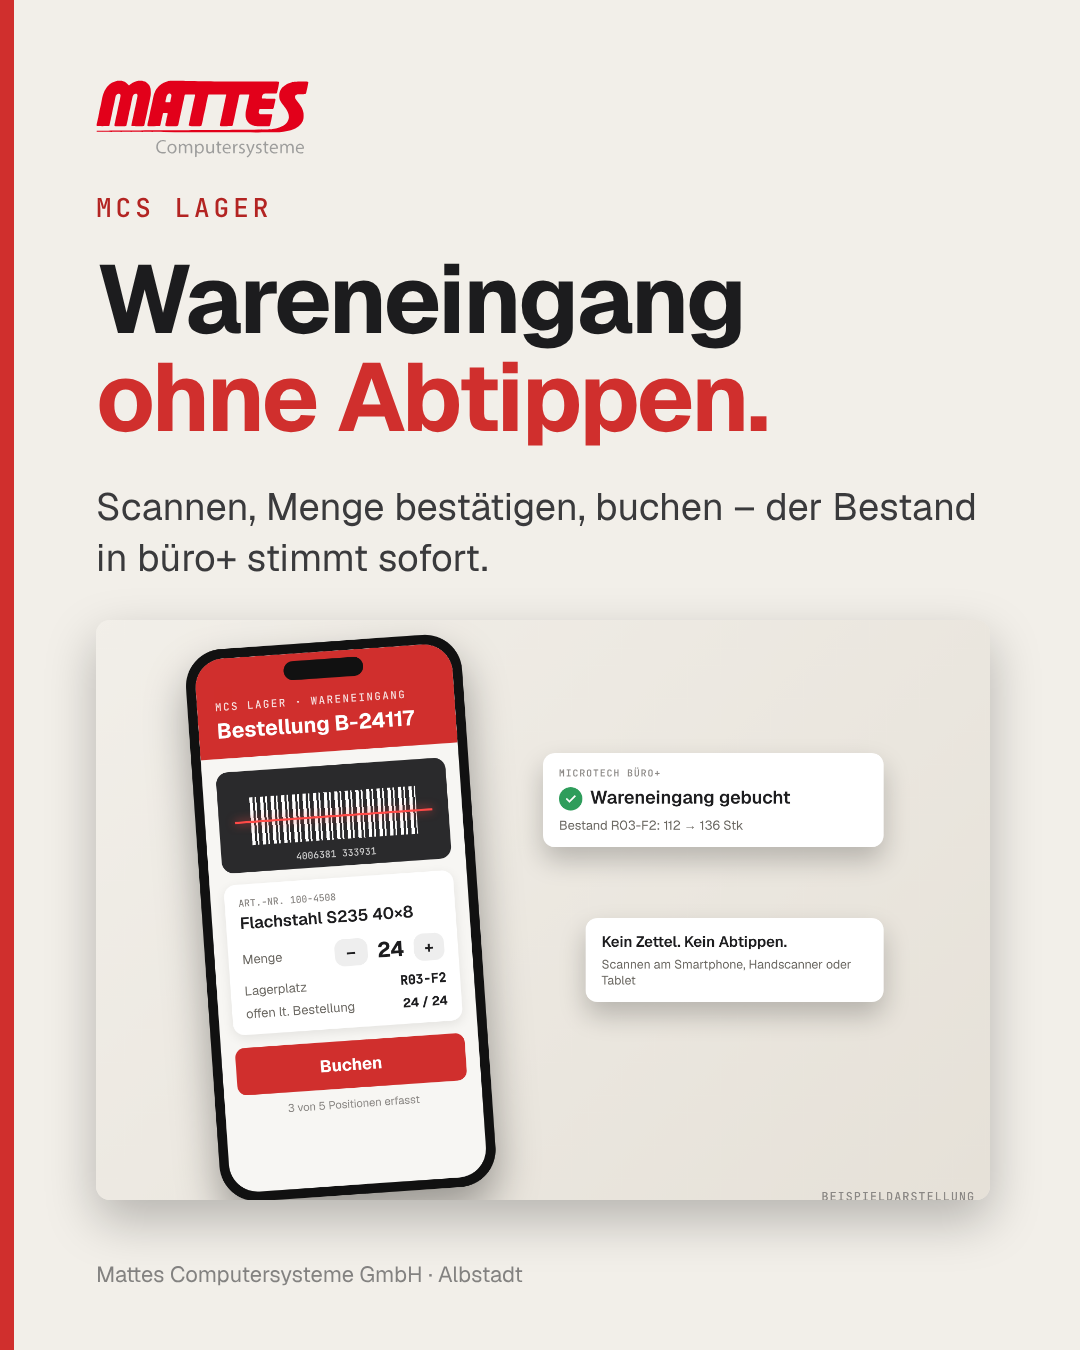 MATTES
Computersysteme
MCS LAGER
Wareneingang
ohne Abtippen.
Scannen, Menge bestätigen, buchen – der Bestand
in büro+ stimmt sofort.
MCS LAGER · WARENEINGANG
Bestellung B-24117
4006381 333931
ART.-NR. 100-4508
Flachstahl S235 40×8
Menge − 24 +
Lagerplatz R03-F2
offen lt. Bestellung 24 / 24
Buchen
3 von 5 Positionen erfasst
MICROTECH BÜRO+
Wareneingang gebucht
Bestand R03-F2: 112 → 136 Stk
Kein Zettel. Kein Abtippen.
Scannen am Smartphone, Handscanner oder
Tablet
BEISPIELDARSTELLUNG
Mattes Computersysteme GmbH · Albstadt